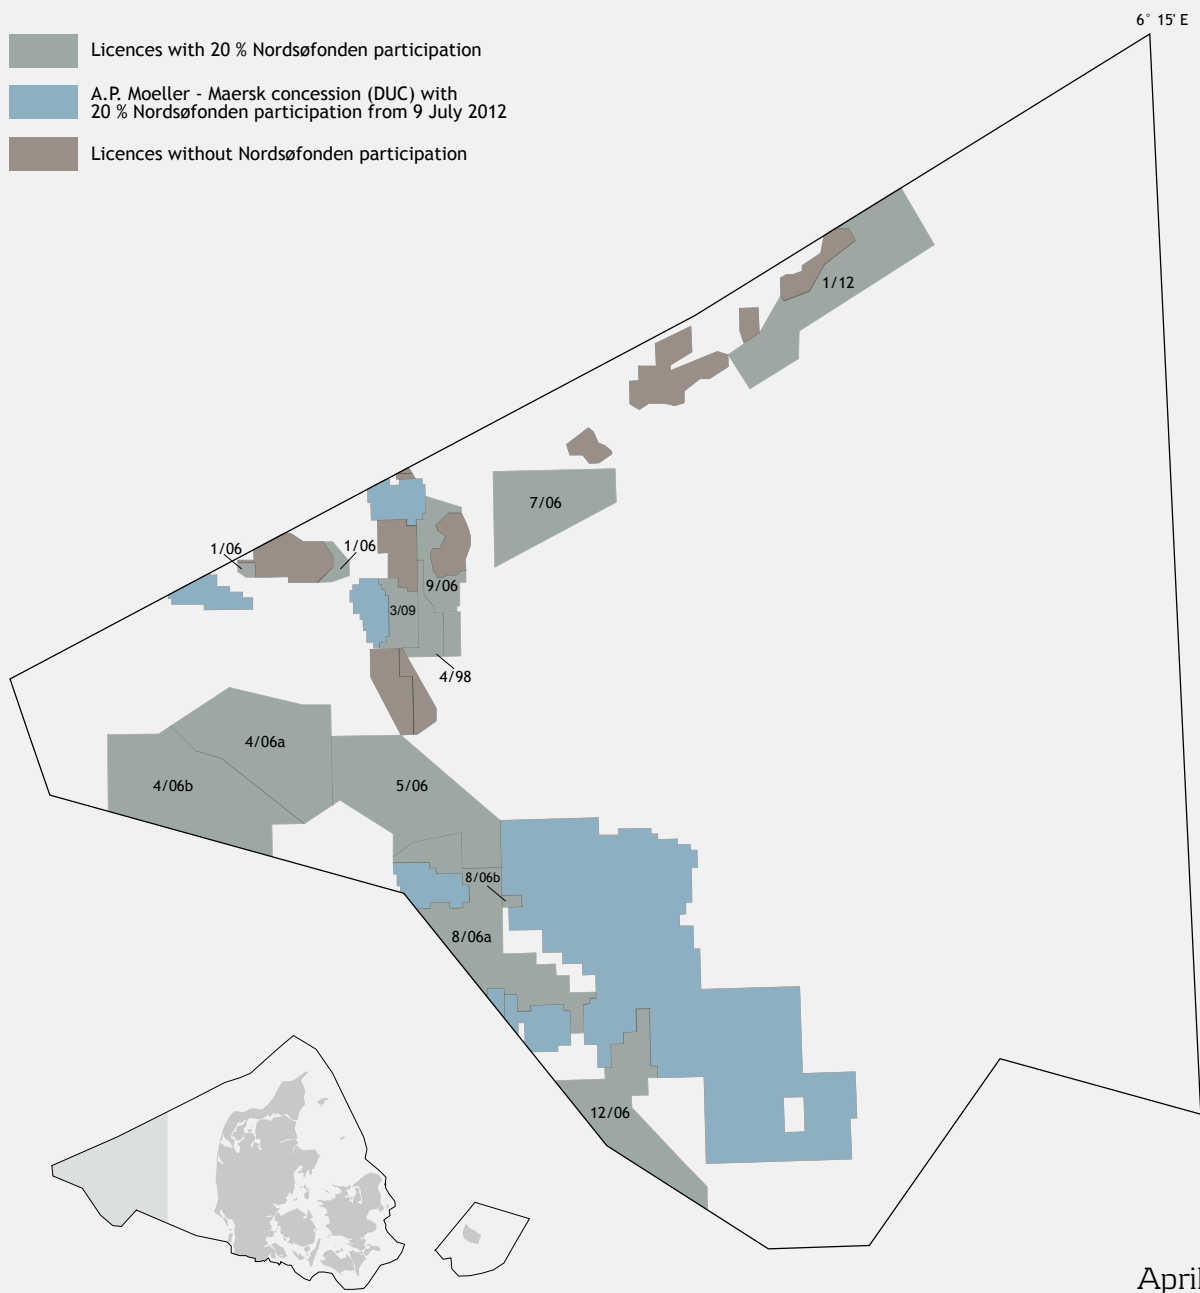 6° 15' E
Licences with 20 % Nordsøfonden participation
A.P. Moeller - Maersk concession (DUC) with
20 % Nordsøfonden participation from 9 July 2012
Licences without Nordsøfonden participation
1/12
7/06
1/06
1/06
9/06
3/09
4/98
4/06a
4/06b
5/06
8/06b
8/06a
12/06
April